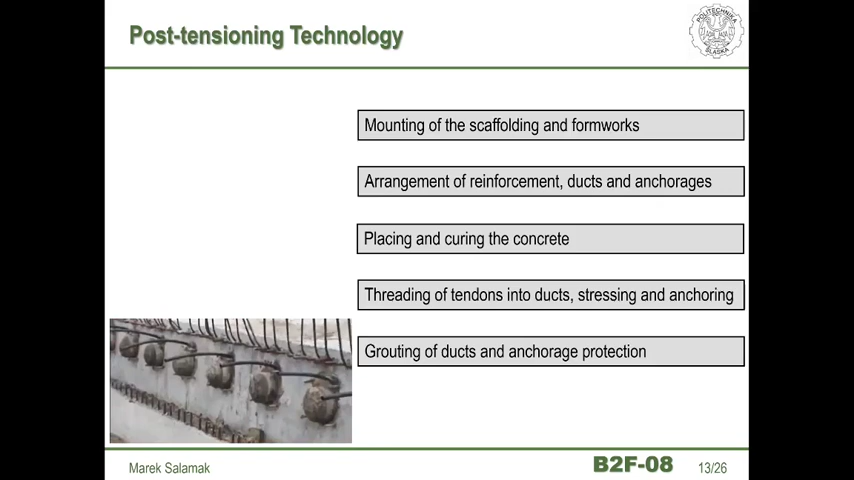 Post-tensioning Technology
POLITECHNIKA
ŚLĄSKA
Mounting of the scaffolding and formworks
Arrangement of reinforcement, ducts and anchorages
Placing and curing the concrete
Threading of tendons into ducts, stressing and anchoring
Grouting of ducts and anchorage protection
Marek Salamak
B2F-08
13/26